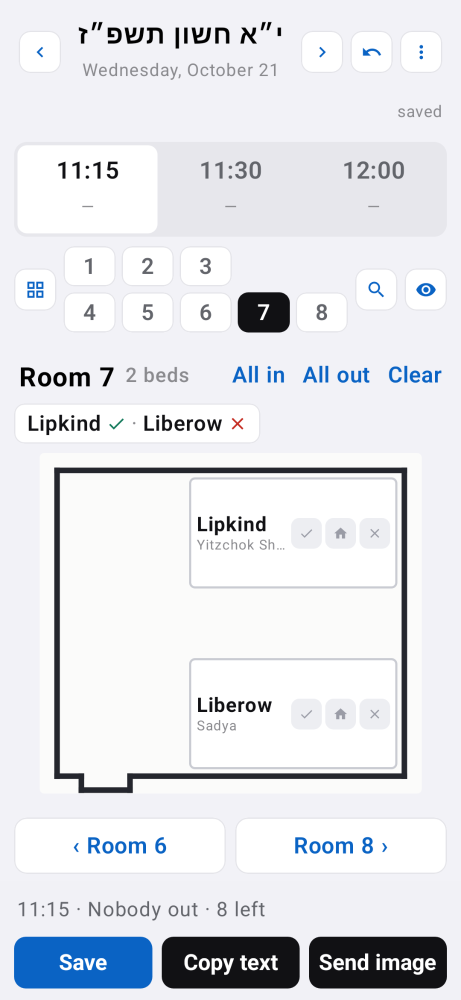 י״א חשון תשפ״ז
Wednesday, October 21
saved
11:15 11:30 12:00
– – –
1 2 3
4 5 6 7 8
Room 7 2 beds All in All out Clear
Lipkind ✓ · Liberow ✕
Lipkind
Yitzchok Sh...
Liberow
Sadya
‹ Room 6 Room 8 ›
11:15 · Nobody out · 8 left
Save Copy text Send image